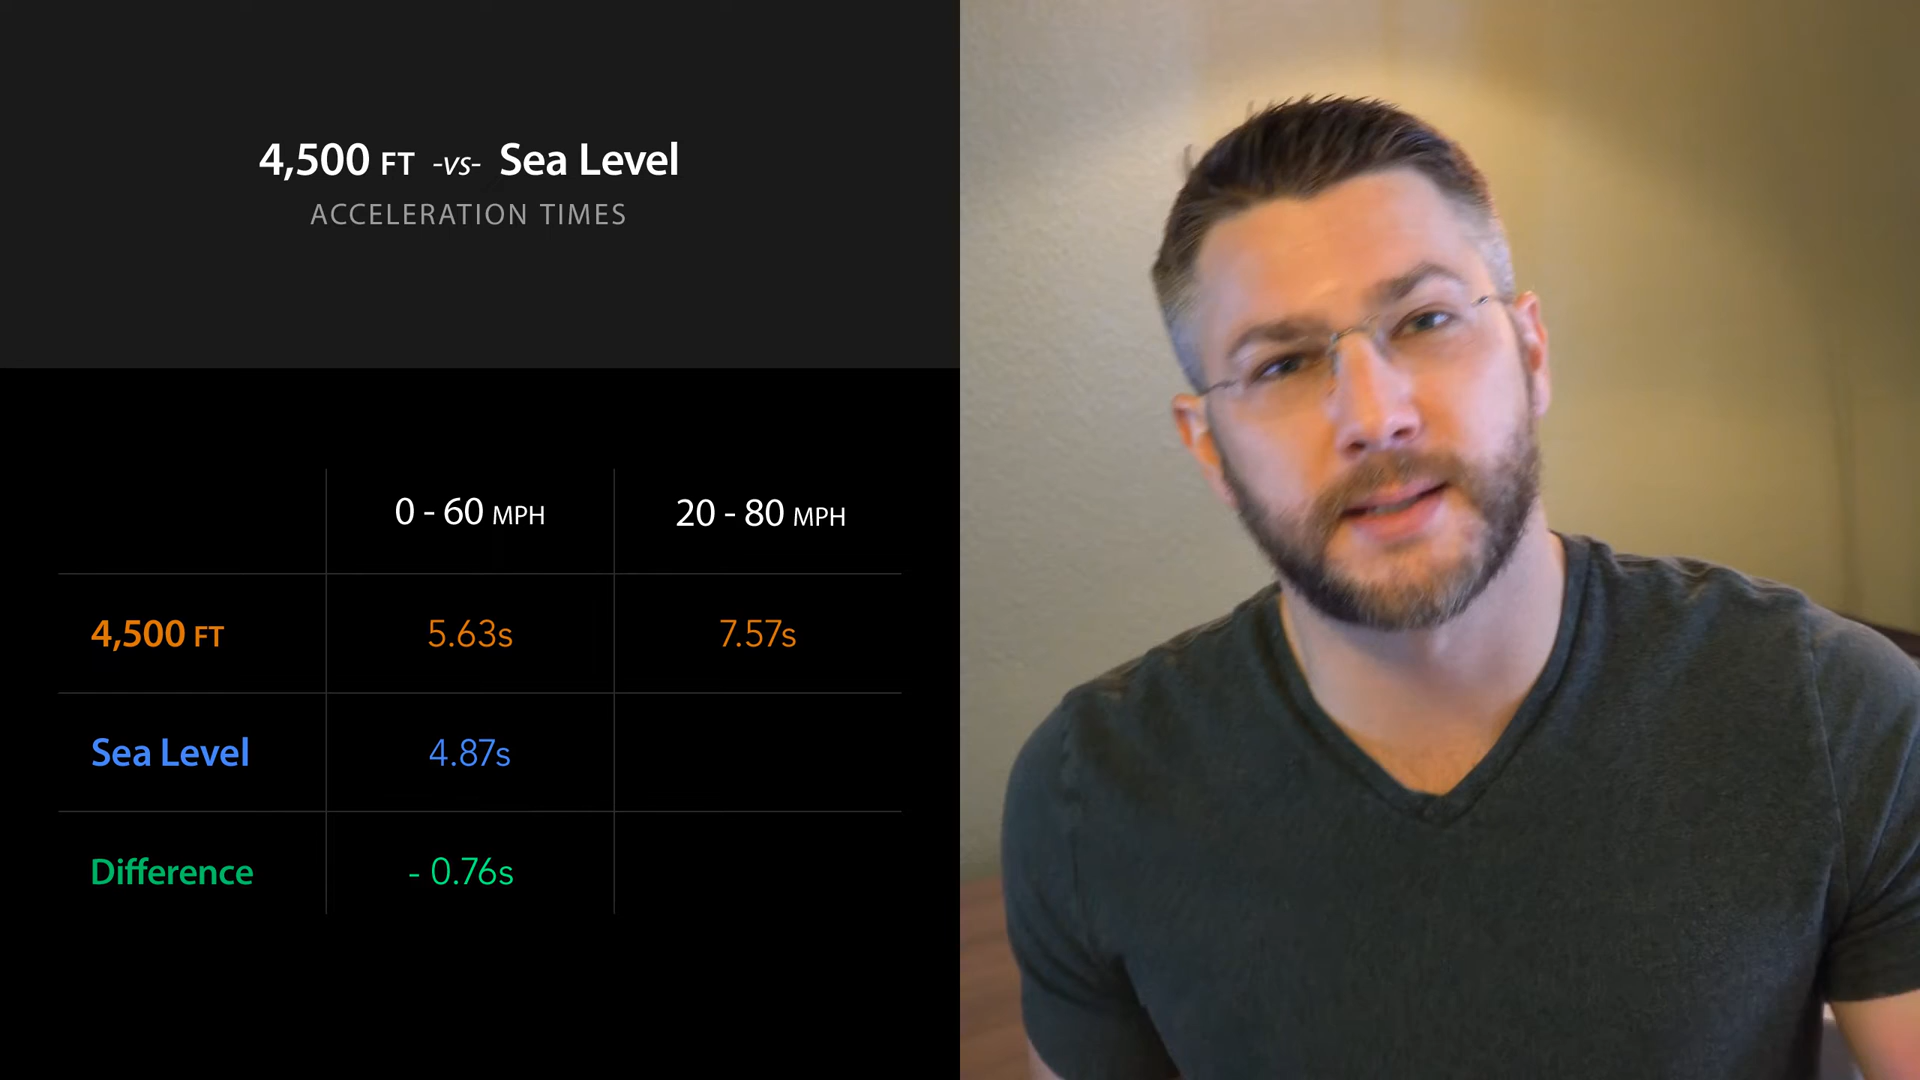 4,500 FT -vs- Sea Level
ACCELERATION TIMES
0 - 60 MPH 20 - 80 MPH
4,500 FT 5.63s 7.57s
Sea Level 4.87s
Difference - 0.76s